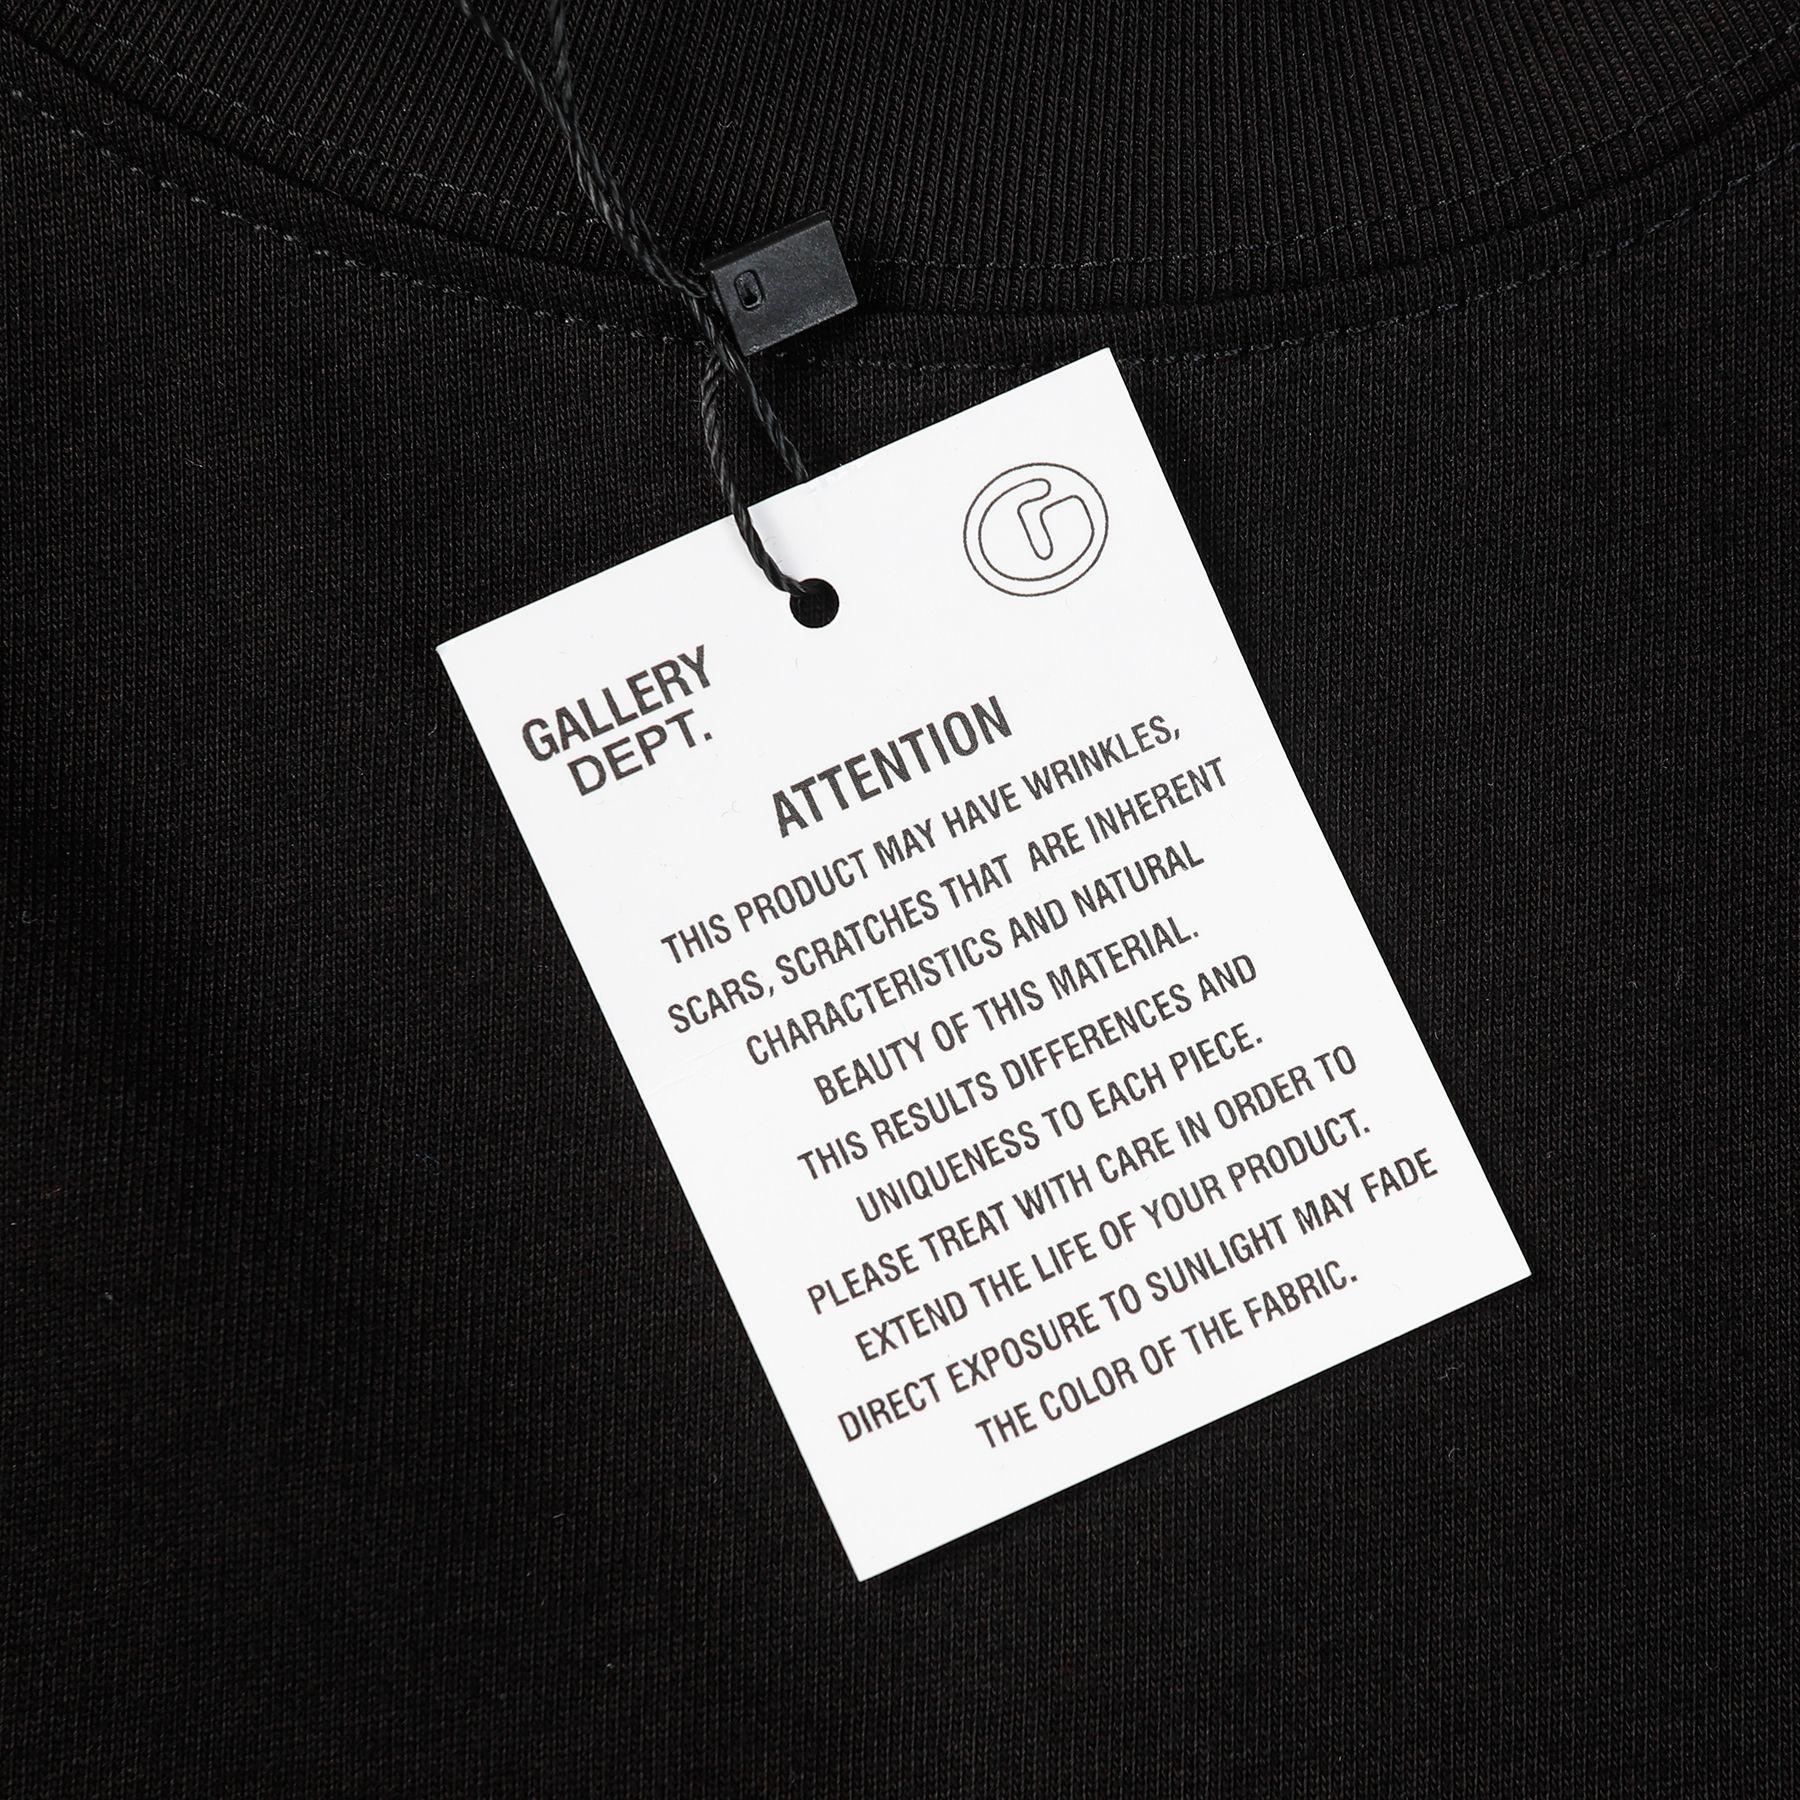 GALLERY
DEPT.
ATTENTION
THIS PRODUCT MAY HAVE WRINKLES,
SCARS, SCRATCHES THAT ARE INHERENT
CHARACTERISTICS AND NATURAL
BEAUTY OF THIS MATERIAL.
THIS RESULTS DIFFERENCES AND
UNIQUENESS TO EACH PIECE.
PLEASE TREAT WITH CARE IN ORDER TO
EXTEND THE LIFE OF YOUR PRODUCT.
DIRECT EXPOSURE TO SUNLIGHT MAY FADE
THE COLOR OF THE FABRIC.